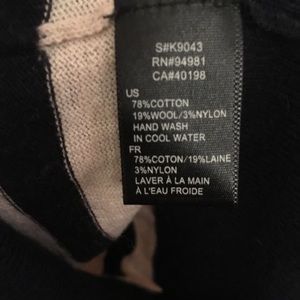 S#K9043
RN#94981
CA#40198
US
78%COTTON
19%WOOL/3%NYLON
HAND WASH
IN COOL WATER
FR
78%COTON/19%LAINE
3%NYLON
LAVER À LA MAIN
À L'EAU FROIDE